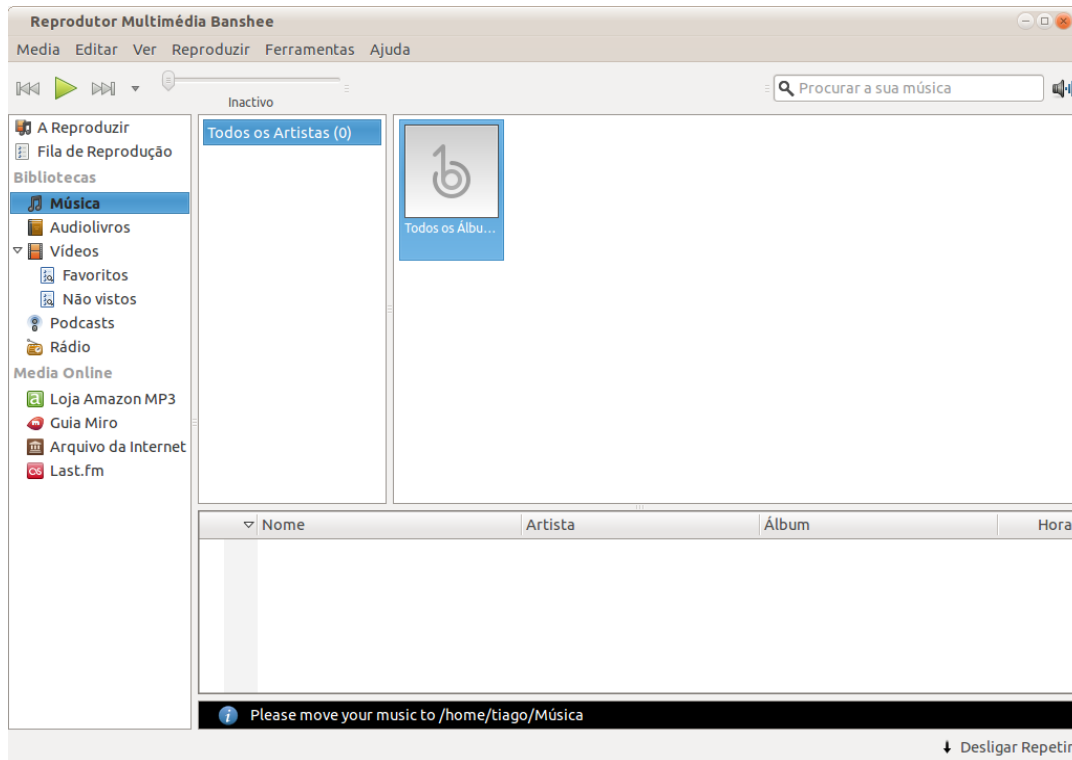 Reprodutor Multimédia Banshee
Media Editar Ver Reproduzir Ferramentas Ajuda
Inactivo
Procurar a sua música
A Reproduzir
Fila de Reprodução
Bibliotecas
Música
Audiolivros
Vídeos
Favoritos
Não vistos
Podcasts
Rádio
Media Online
Loja Amazon MP3
Guia Miro
Arquivo da Internet
Last.fm
Todos os Artistas (0)
Todos os Álbu...
Nome Artista Álbum Hora
Please move your music to /home/tiago/Música
Desligar Repetir